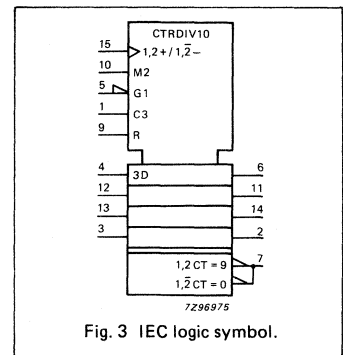 CTRDIV10
15 1,2+/1,2̅−
10 M2
5 G1
1 C3
9 R
4 3D 6
12 11
13 14
3 2
1,2 CT = 9 7
1,2̅ CT = 0
7Z96975
Fig. 3 IEC logic symbol.